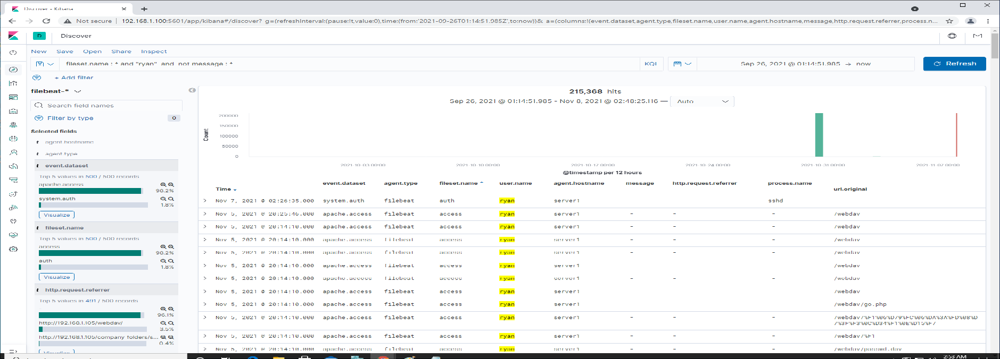 Discover - Kibana
Not secure | 192.168.1.100:5601/app/kibana#/discover?_g=(refreshInterval:(pause:!t,value:0),time:(from:'2021-09-26T01:14:51.985Z',to:now))&_a=(columns:!(event.dataset,agent.type,fileset.name,user.name,agent.hostname,message,http.request.referrer,process.n...
D Discover
New Save Open Share Inspect
fileset.name : * and "ryan" and not message : * KQL Sep 26, 2021 @ 01:14:51.985 → now Refresh
+ Add filter
filebeat-*
Search field names
Filter by type 0
Selected fields
t agent.hostname
t agent.type
t event.dataset
Top 5 values in 500 / 500 records
apache.access
98.2%
system.auth
1.8%
Visualize
t fileset.name
Top 5 values in 500 / 500 records
access
98.2%
auth
1.8%
Visualize
t http.request.referrer
Top 5 values in 491 / 500 records
-
96.1%
http://192.168.1.105/webdav/
3.5%
http://192.168.1.105/company_folders/s...
0.4%
Visualize
215,368 hits
Sep 26, 2021 @ 01:14:51.985 - Nov 8, 2021 @ 02:48:25.116 — Auto
Count
200000
150000
100000
50000
0
2021-10-03 00:00 2021-10-10 00:00 2021-10-17 00:00 2021-10-24 00:00 2021-10-31 00:00 2021-11-07 00:00
@timestamp per 12 hours
Time event.dataset agent.type fileset.name user.name agent.hostname message http.request.referrer process.name url.original
> Nov 7, 2021 @ 02:26:35.000 system.auth filebeat auth ryan server1 sshd
> Nov 5, 2021 @ 20:25:46.000 apache.access filebeat access ryan server1 - - - /webdav
> Nov 5, 2021 @ 20:14:10.000 apache.access filebeat access ryan server1 - - - /webdav
> Nov 5, 2021 @ 20:14:10.000 apache.access filebeat access ryan server1 - - - /webdav
> Nov 5, 2021 @ 20:14:10.000 apache.access filebeat access ryan server1 - - - /webdav
> Nov 5, 2021 @ 20:14:10.000 apache.access filebeat access ryan server1 /webdav
> Nov 5, 2021 @ 20:14:10.000 apache.access filebeat access ryan server1 - - - /webdav
> Nov 5, 2021 @ 20:14:10.000 apache.access filebeat access ryan server1 /webdav
> Nov 5, 2021 @ 20:14:10.000 apache.access filebeat access ryan server1 - - - /webdav/go.php
> Nov 5, 2021 @ 20:14:10.000 apache.access filebeat access ryan server1 - - - /webdav/%F1%06%D79%FC%06%DA%3A%FD%08%D
7%3F%F3%0C%D34%F1%0E%D15%F7
> Nov 5, 2021 @ 20:14:10.000 apache.access filebeat access ryan server1 - - - /webdav/%F1
> Nov 5, 2021 @ 20:14:10.000 apache.access filebeat access ryan server1 - - - /webdav/passwd.dav
2:53 AM